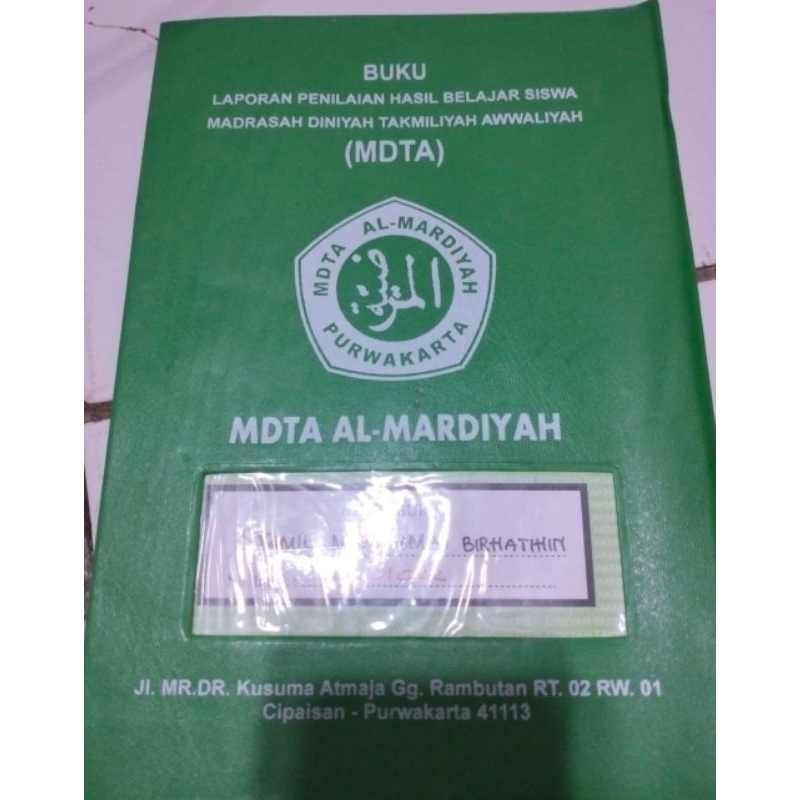 BUKU
LAPORAN PENILAIAN HASIL BELAJAR SISWA
MADRASAH DINIYAH TAKMILIYAH AWWALIYAH
(MDTA)
MDTA AL-MARDIYAH
المرضية
PURWAKARTA
MDTA AL-MARDIYAH
BIRHATHIN
Jl. MR.DR. Kusuma Atmaja Gg. Rambutan RT. 02 RW. 01
Cipaisan - Purwakarta 41113